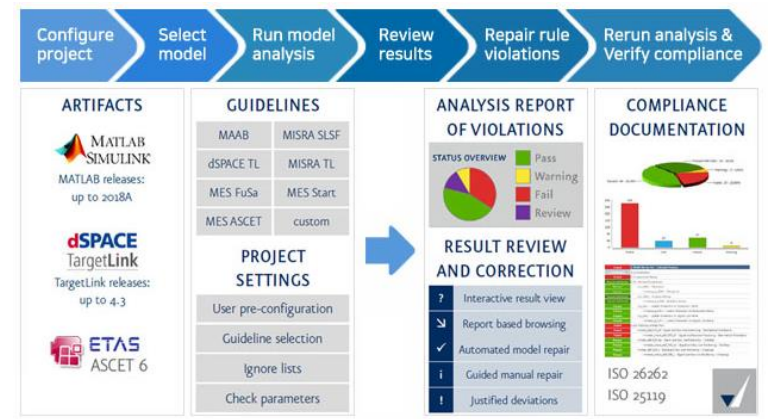 Configure
project
Select
model
Run model
analysis
Review
results
Repair rule
violations
Rerun analysis &
Verify compliance
ARTIFACTS
MATLAB
SIMULINK
MATLAB releases:
up to 2018A
dSPACE
TargetLink
TargetLink releases:
up to 4.3
ETAS
ASCET 6
GUIDELINES
MAAB
MISRA SLSF
dSPACE TL
MISRA TL
MES FuSa
MES Start
MES ASCET
custom
PROJECT
SETTINGS
User pre-configuration
Guideline selection
Ignore lists
Check parameters
ANALYSIS REPORT
OF VIOLATIONS
STATUS OVERVIEW
Pass
Warning
Fail
Review
RESULT REVIEW
AND CORRECTION
? Interactive result view
Report based browsing
✓ Automated model repair
i Guided manual repair
! Justified deviations
COMPLIANCE
DOCUMENTATION
ISO 26262
ISO 25119